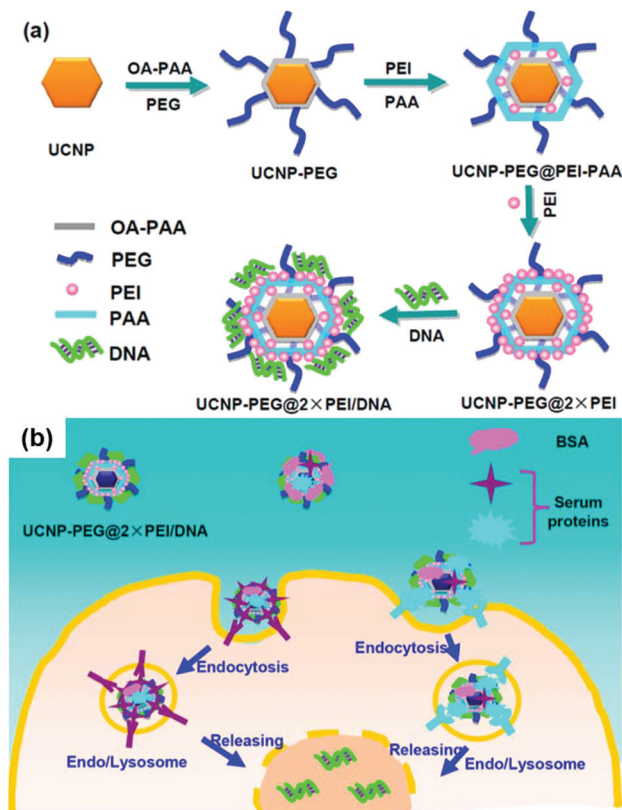 (a)
OA-PAA
PEG
PEI
PAA
UCNP
UCNP-PEG
UCNP-PEG@PEI-PAA
PEI
OA-PAA
PEG
PEI
PAA
DNA
DNA
UCNP-PEG@2×PEI/DNA
UCNP-PEG@2×PEI
(b)
BSA
Serum
proteins
UCNP-PEG@2×PEI/DNA
Endocytosis
Endocytosis
Endo/Lysosome
Releasing
Releasing
Endo/Lysosome